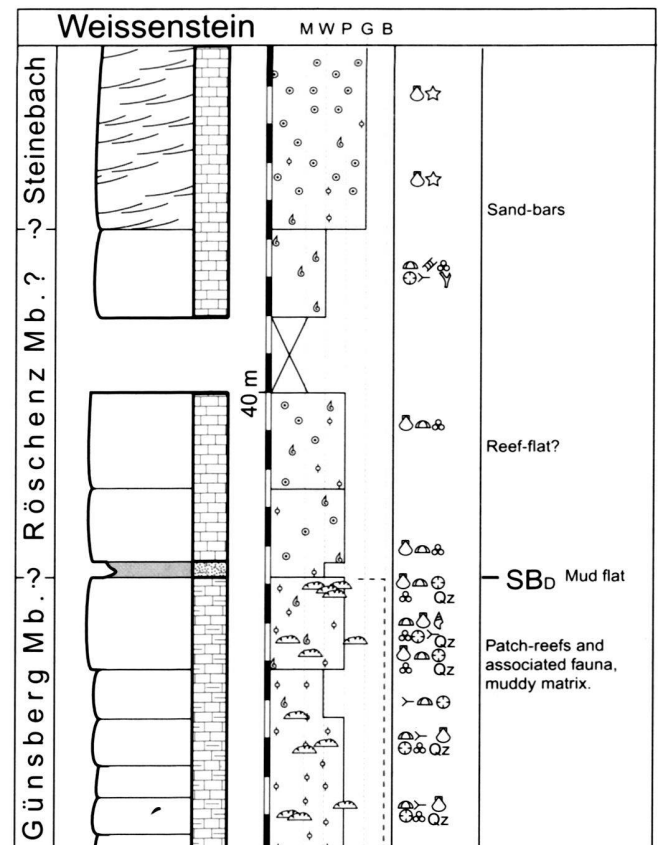 Weissenstein
M W P G B
Steinebach
Sand-bars
Röschenz Mb. ?
40 m
Reef-flat?
?
?
SBD Mud flat
Qz
Qz
Patch-reefs and
associated fauna,
muddy matrix.
Qz
Günsberg Mb.
Qz
Qz